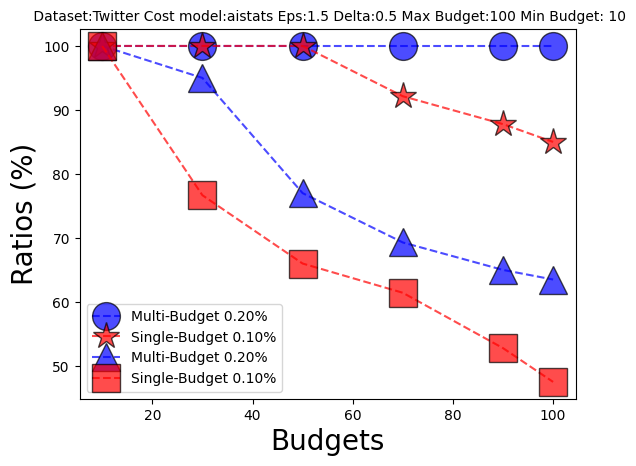 Dataset:Twitter Cost model:aistats Eps:1.5 Delta:0.5 Max Budget:100 Min Budget: 10
100
90
80
70
60
50
Ratios (%)
Multi-Budget 0.20%
Single-Budget 0.10%
Multi-Budget 0.20%
Single-Budget 0.10%
20 40 60 80 100
Budgets